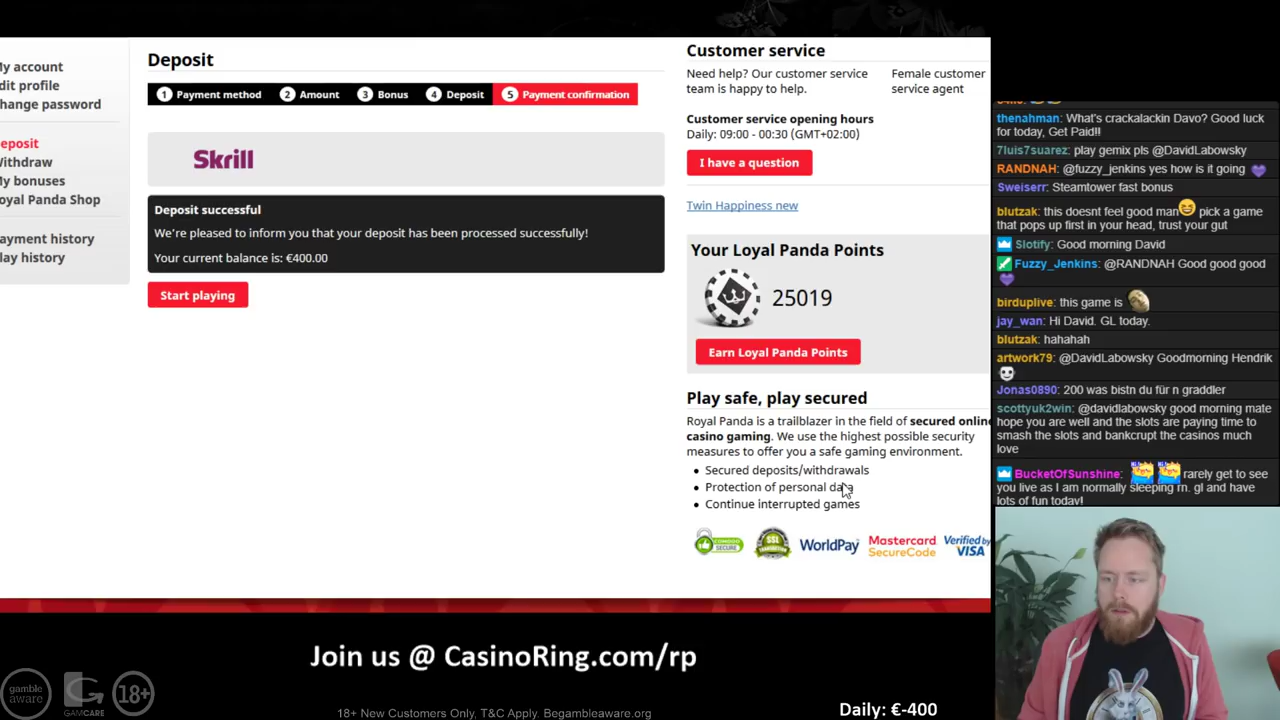 My account
dit profile
hange password
Deposit
Withdraw
My bonuses
oyal Panda Shop
ayment history
lay history
Deposit
1 Payment method 2 Amount 3 Bonus 4 Deposit 5 Payment confirmation
Skrill
Deposit successful
We're pleased to inform you that your deposit has been processed successfully!
Your current balance is: €400.00
Start playing
Customer service
Need help? Our customer service
team is happy to help.
Female customer
service agent
Customer service opening hours
Daily: 09:00 - 00:30 (GMT+02:00)
I have a question
Twin Happiness new
Your Loyal Panda Points
25019
Earn Loyal Panda Points
Play safe, play secured
Royal Panda is a trailblazer in the field of secured online
casino gaming. We use the highest possible security
measures to offer you a safe gaming environment.
Secured deposits/withdrawals
Protection of personal data
Continue interrupted games
SECURE
SSL
WorldPay
Mastercard
SecureCode
Verified by
VISA
thenahman: What's crackalackin Davo? Good luck
for today, Get Paid!!
7luis7suarez: play gemix pls @DavidLabowsky
RANDNAH: @fuzzy_jenkins yes how is it going
Sweiserr: Steamtower fast bonus
blutzak: this doesnt feel good man pick a game
that pops up first in your head, trust your gut
Slotify: Good morning David
Fuzzy_Jenkins: @RANDNAH Good good good
birduplive: this game is
jay_wan: Hi David. GL today.
blutzak: hahahah
artwork79: @DavidLabowsky Goodmorning Hendrik
Jonas0890: 200 was bistn du für n graddler
scottyuk2win: @davidlabowsky good morning mate
hope you are well and the slots are paying time to
smash the slots and bankcrupt the casinos much
love
BucketOfSunshine: rarely get to see
you live as I am normally sleeping rn. gl and have
lots of fun today!
Join us @ CasinoRing.com/rp
gamble
aware
GAMCARE
18+
18+ New Customers Only, T&C Apply. Begambleaware.org
Daily: €-400